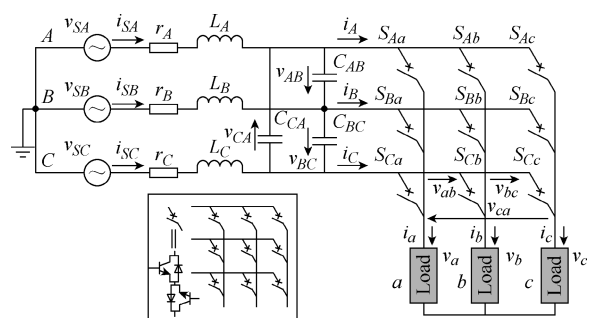 A v_SA i_SA r_A L_A i_A S_Aa S_Ab S_Ac
v_AB C_AB
B v_SB i_SB r_B L_B i_B S_Ba S_Bb S_Bc
C_CA C_BC
v_CA v_BC
C v_SC i_SC r_C L_C i_C S_Ca S_Cb S_Cc
v_ab v_bc
v_ca
i_a i_b i_c
a Load v_a b Load v_b c Load v_c